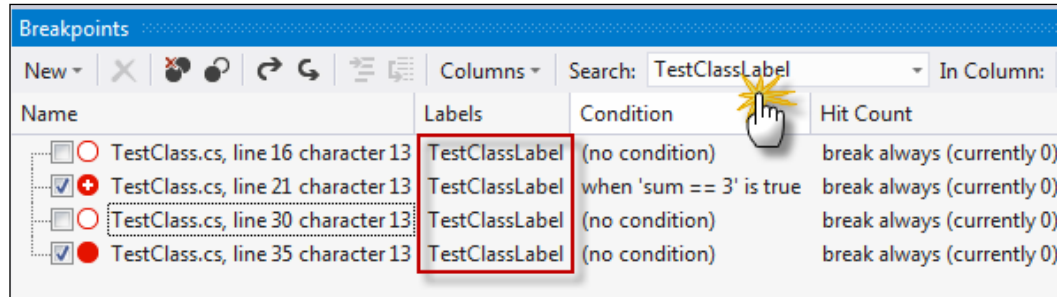 Breakpoints
New Columns Search: TestClassLabel In Column:
Name Labels Condition Hit Count
TestClass.cs, line 16 character 13 TestClassLabel (no condition) break always (currently 0)
TestClass.cs, line 21 character 13 TestClassLabel when 'sum == 3' is true break always (currently 0)
TestClass.cs, line 30 character 13 TestClassLabel (no condition) break always (currently 0)
TestClass.cs, line 35 character 13 TestClassLabel (no condition) break always (currently 0)